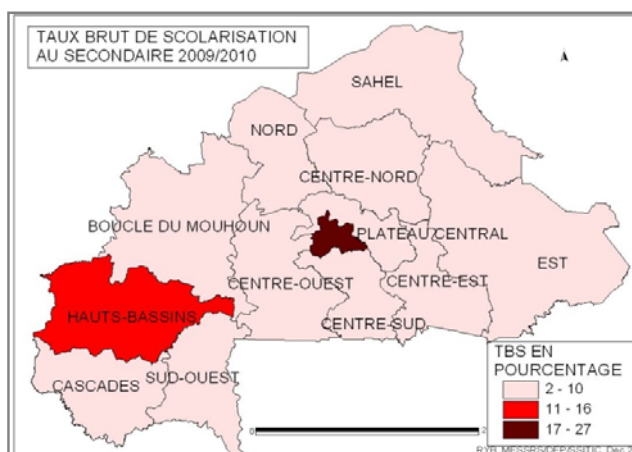 TAUX BRUT DE SCOLARISATION
AU SECONDAIRE 2009/2010
SAHEL
NORD
CENTRE-NORD
BOUCLE DU MOUHOUN
PLATEAU CENTRAL
EST
CENTRE-OUEST
CENTRE-EST
HAUTS-BASSINS
CENTRE-SUD
CASCADES
SUD-OUEST
TBS EN
POURCENTAGE
2 - 10
11 - 16
17 - 27
0